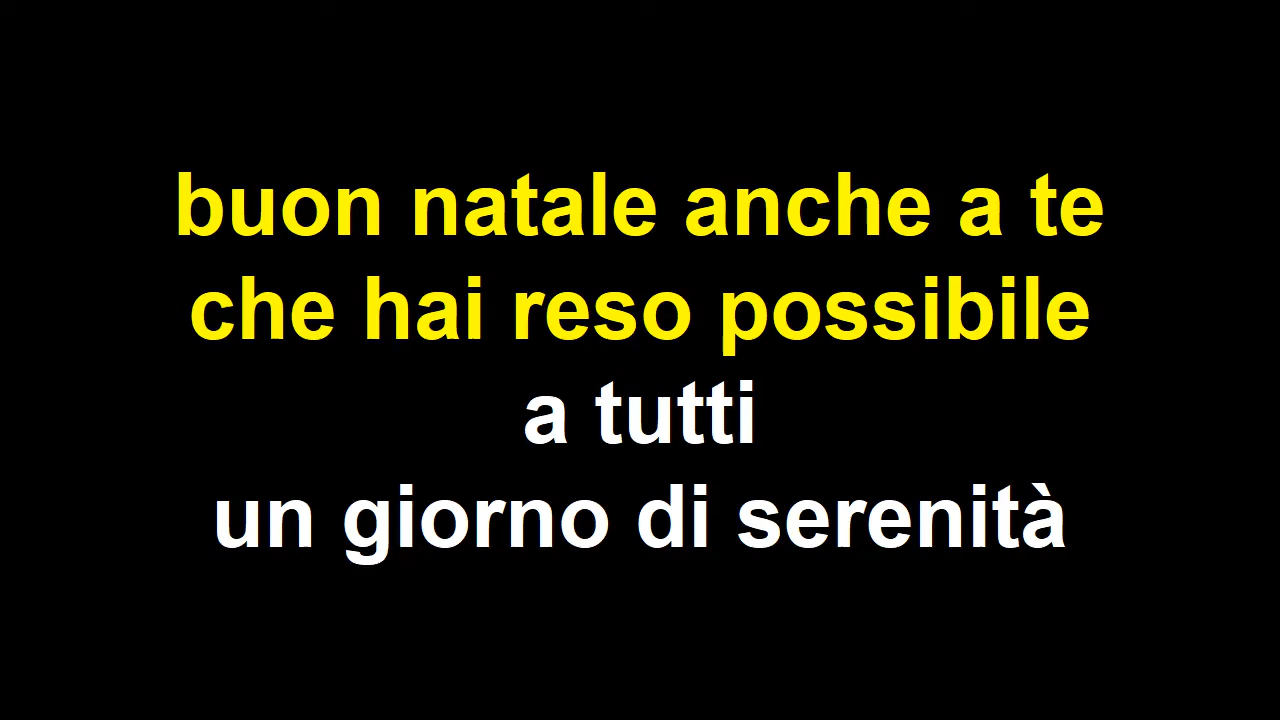 buon natale anche a te
che hai reso possibile
a tutti
un giorno di serenità